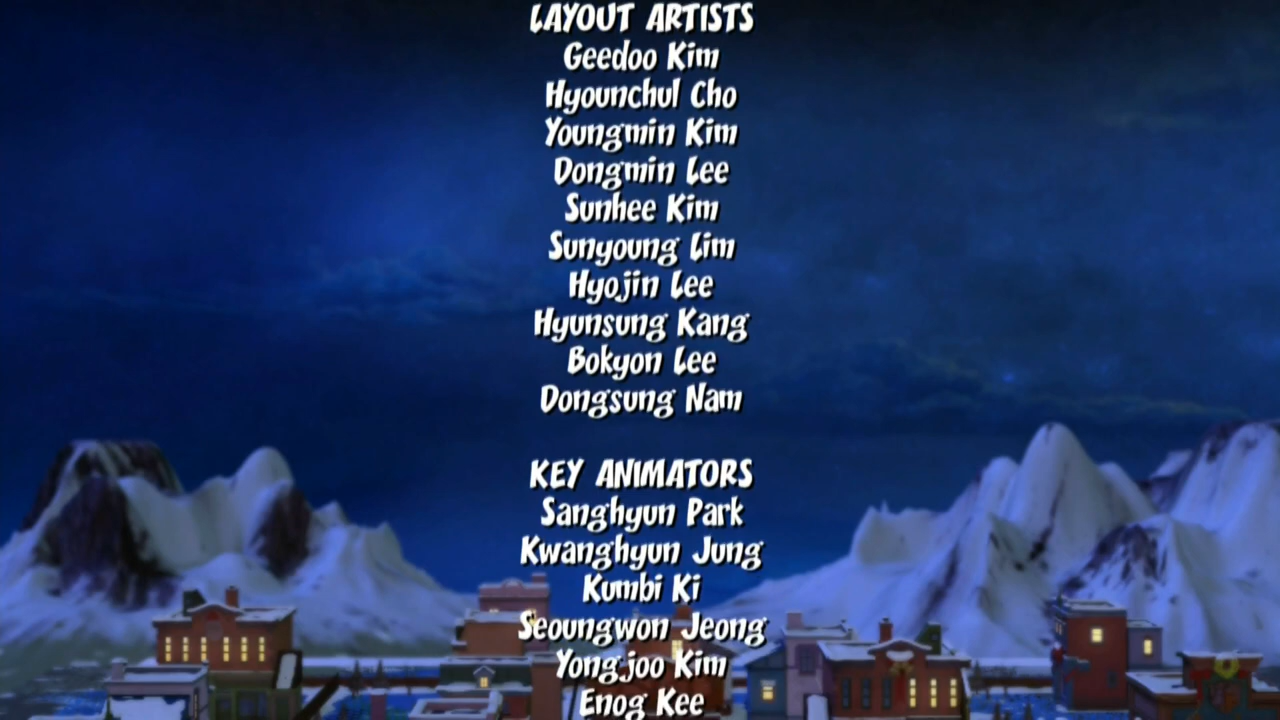 LAYOUT ARTISTS
Geedoo Kim
Hyounchul Cho
Youngmin Kim
Dongmin Lee
Sunhee Kim
Sunyoung Lim
Hyojin Lee
Hyunsung Kang
Bokyon Lee
Dongsung Nam
KEY ANIMATORS
Sanghyun Park
Kwanghyun Jung
Kumbi Ki
Seoungwon Jeong
Yongjoo Kim
Enog Kee